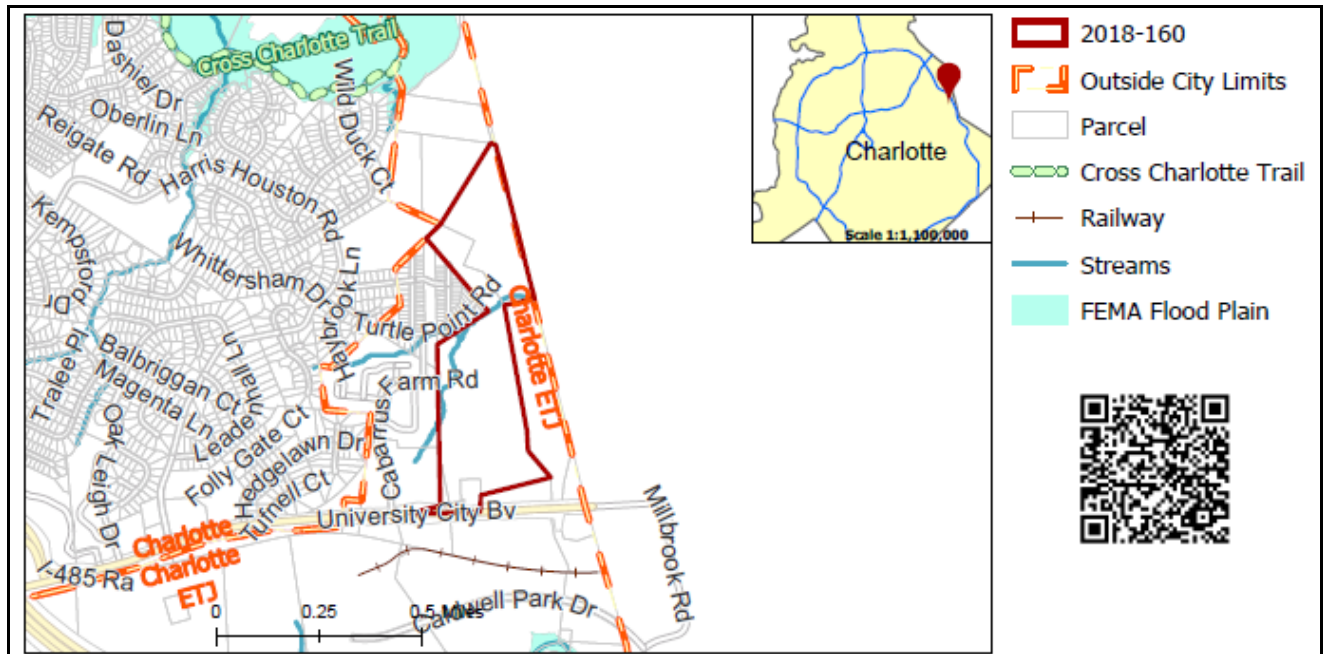 Cross Charlotte Trail
Dashie/Dr
Oberlin Ln
Reigate Rd
Harris Houston Rd
Wild Duck Ct
Kempsford
Dr
Whittersham Dr
Haybrook Ln
Turtle Point Rd
Tralee Pl
Balbriggan Ct
Magenta Ln
Leader
nhall Ln
Farm Rd
Cabarrus
Oak Leigh Dr
Folly Gate Ct
Hedgelawn Dr
Tufnell Ct
University City Bv
Charlotte ETJ
Millbrook Rd
Charlotte
Charlotte
ETJ
I-485 Ra
Caldwell Park Dr
0 0.25 0.5 Miles
Charlotte
Scale 1:1,100,000
2018-160
Outside City Limits
Parcel
Cross Charlotte Trail
Railway
Streams
FEMA Flood Plain